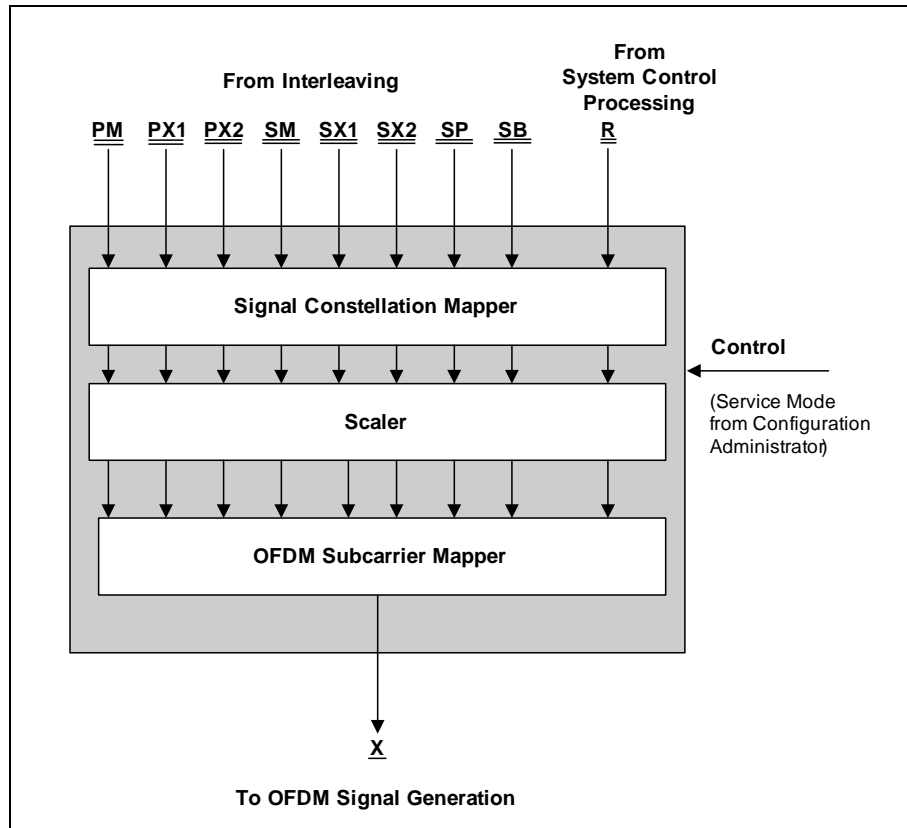 From Interleaving
From
System Control
Processing
PM PX1 PX2 SM SX1 SX2 SP SB R
Signal Constellation Mapper
Control
(Service Mode
from Configuration
Administrator)
Scaler
OFDM Subcarrier Mapper
X
To OFDM Signal Generation